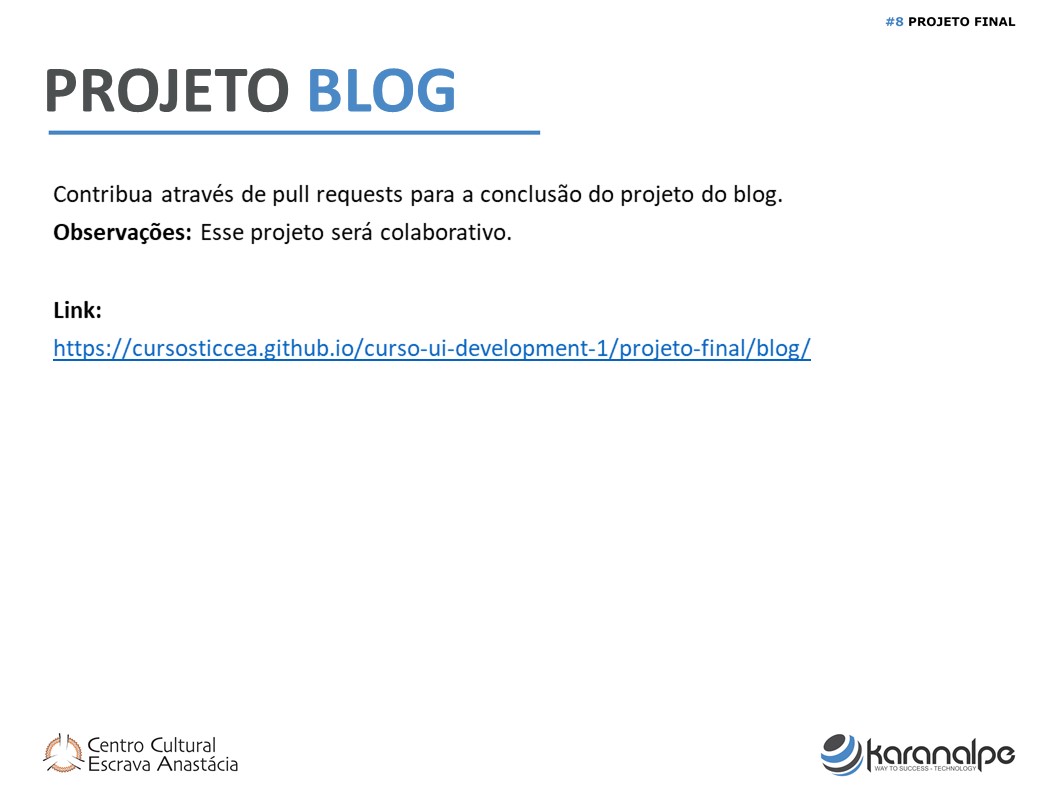 #8 PROJETO FINAL
PROJETO BLOG
Contribua através de pull requests para a conclusão do projeto do blog.
Observações: Esse projeto será colaborativo.
Link:
https://cursosticcea.github.io/curso-ui-development-1/projeto-final/blog/
Centro Cultural
Escrava Anastácia
karanalpe
WAY TO SUCCESS - TECHNOLOGY